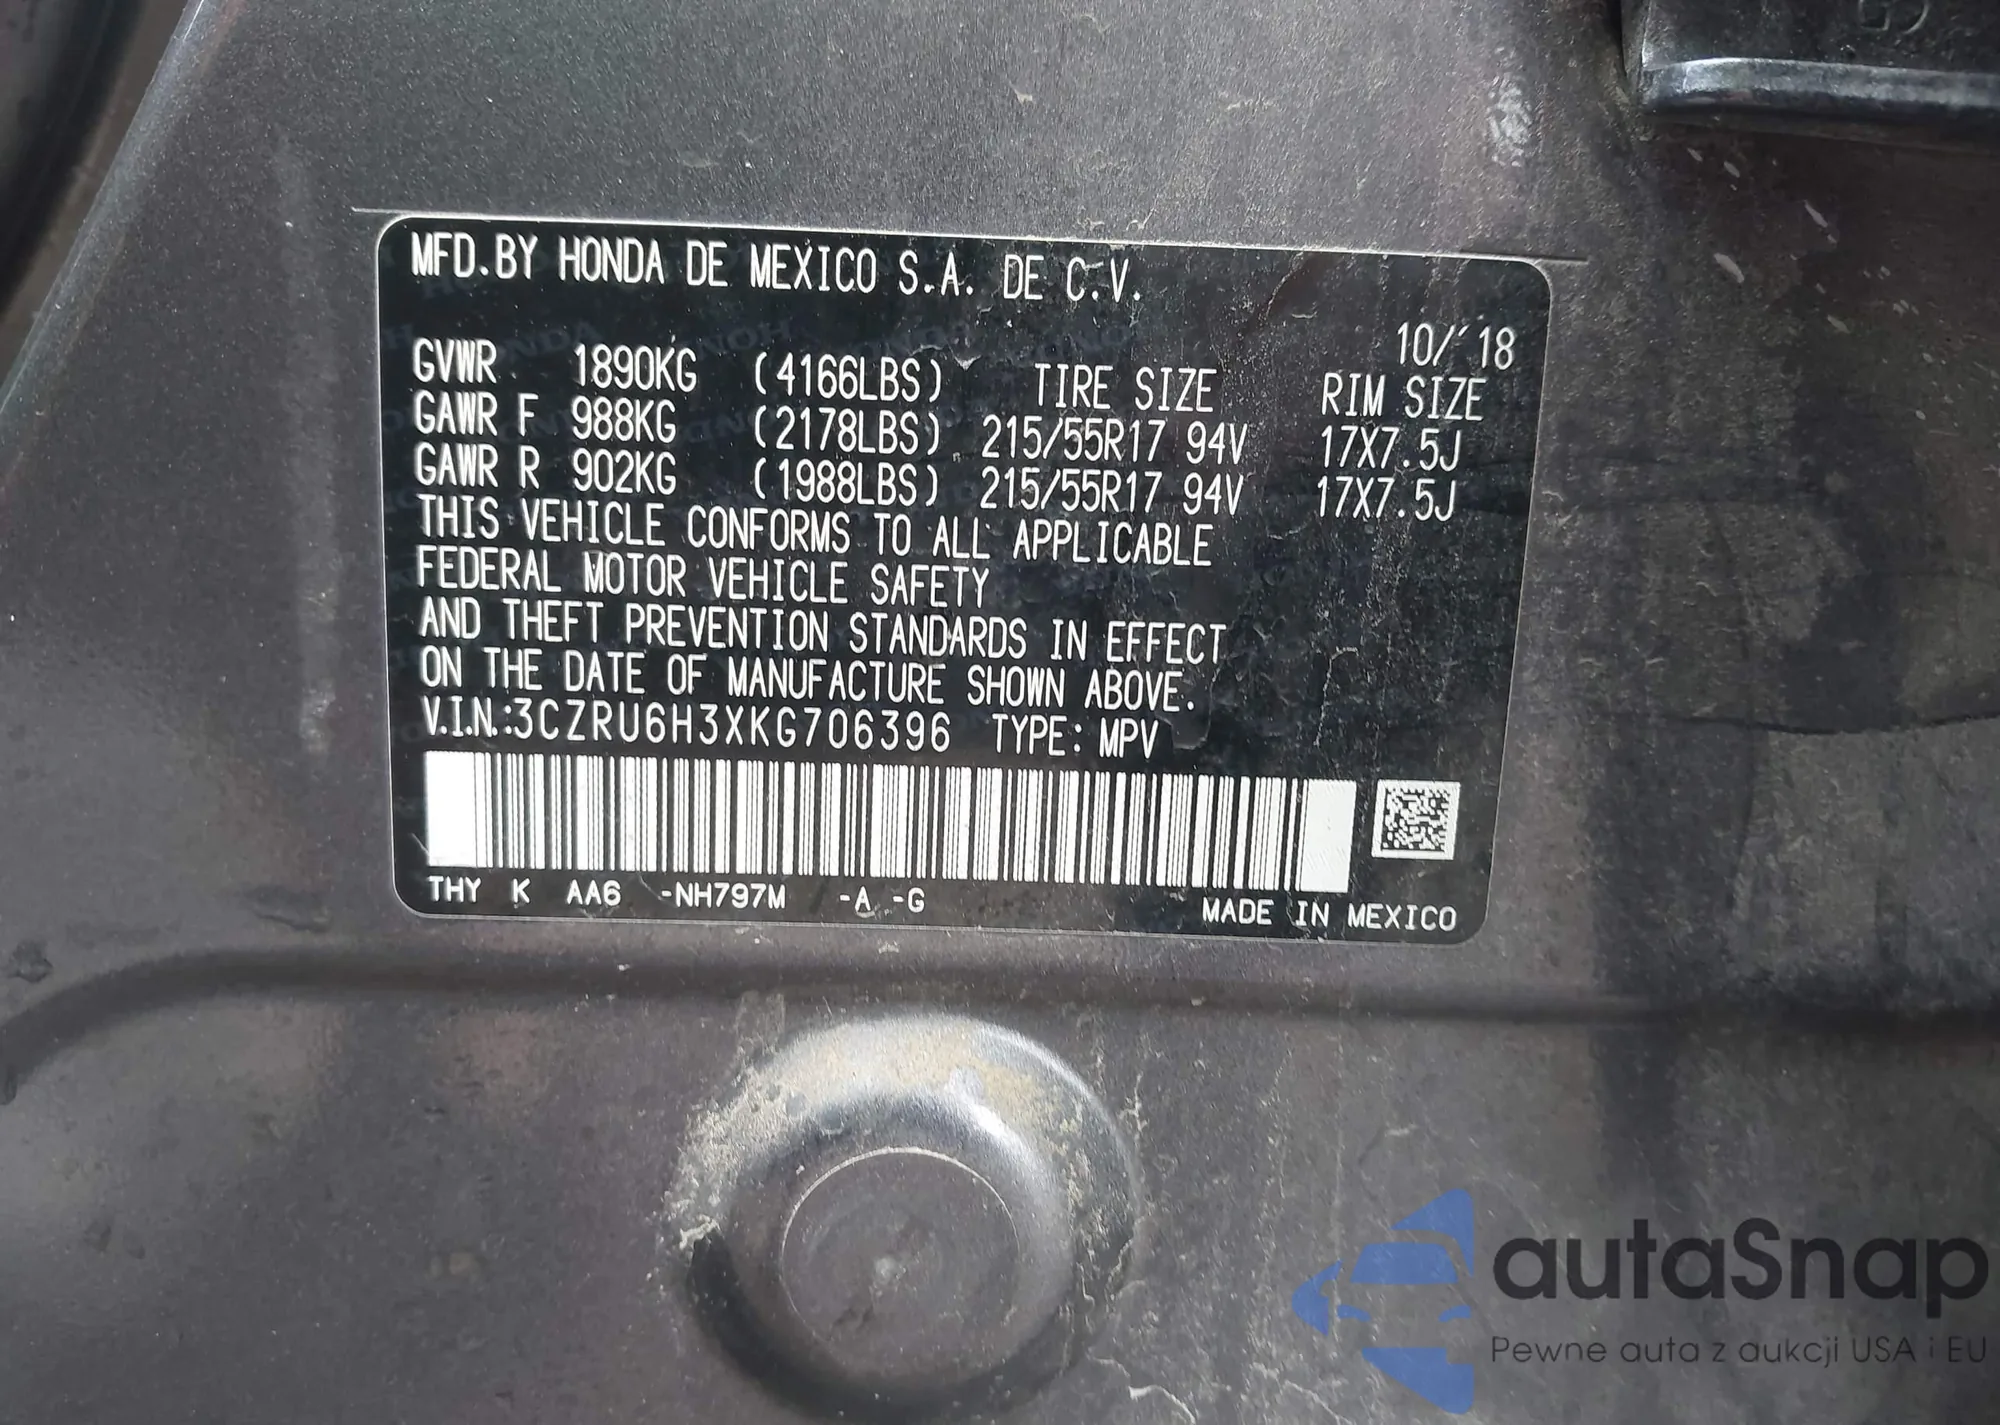 MFD.BY HONDA DE MEXICO S.A. DE C.V.
10/'18
GVWR 1890KG (4166LBS) TIRE SIZE RIM SIZE
GAWR F 988KG (2178LBS) 215/55R17 94V 17X7.5J
GAWR R 902KG (1988LBS) 215/55R17 94V 17X7.5J
THIS VEHICLE CONFORMS TO ALL APPLICABLE
FEDERAL MOTOR VEHICLE SAFETY
AND THEFT PREVENTION STANDARDS IN EFFECT
ON THE DATE OF MANUFACTURE SHOWN ABOVE.
V.I.N.:3CZRU6H3XKG706396 TYPE: MPV
THY K AA6 -NH797M -A -G
MADE IN MEXICO
autaSnap
Pewne auta z aukcji USA i EU